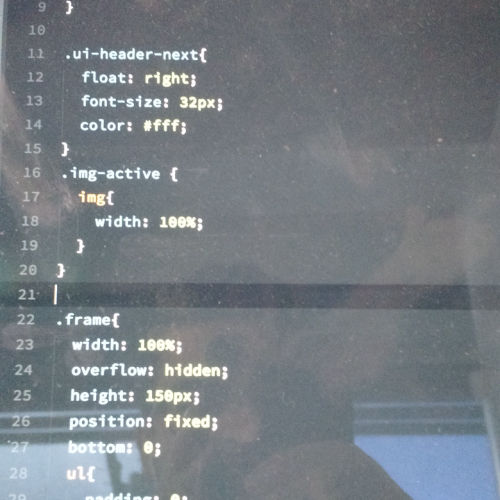 9 }
10
11 .ui-header-next{
12 float: right;
13 font-size: 32px;
14 color: #fff;
15 }
16 .img-active {
17 img{
18 width: 100%;
19 }
20 }
21
22 .frame{
23 width: 100%;
24 overflow: hidden;
25 height: 150px;
26 position: fixed;
27 bottom: 0;
28 ul{
29 padding: 0;